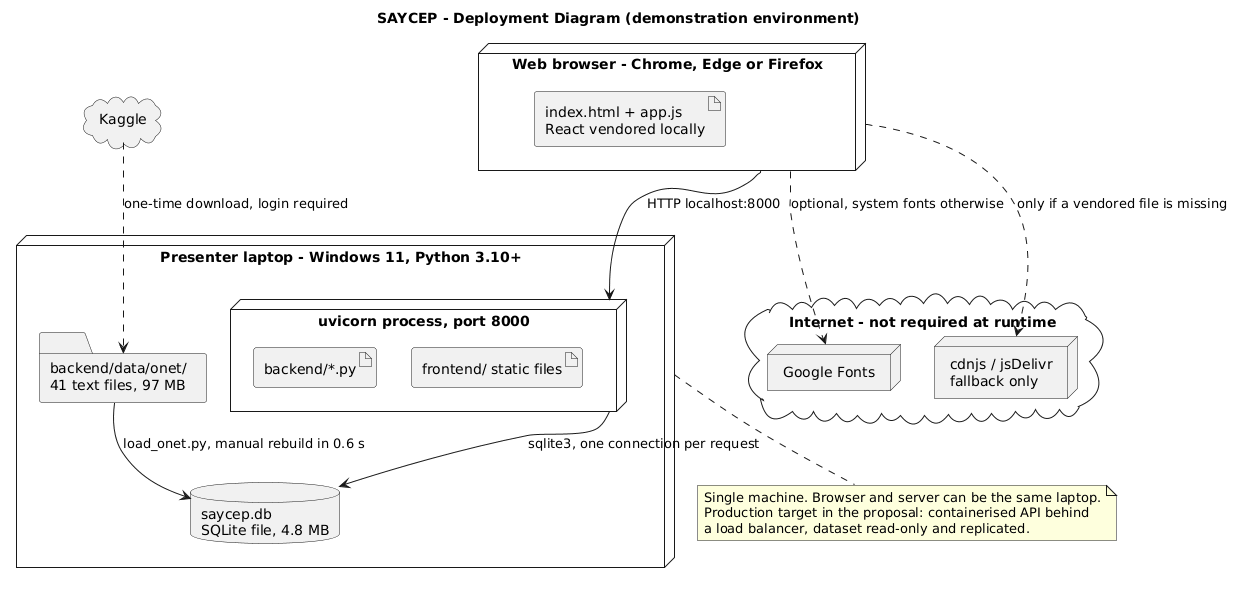 SAYCEP - Deployment Diagram (demonstration environment)
Web browser - Chrome, Edge or Firefox
index.html + app.js
React vendored locally
Kaggle
one-time download, login required
HTTP localhost:8000
optional, system fonts otherwise
only if a vendored file is missing
Presenter laptop - Windows 11, Python 3.10+
uvicorn process, port 8000
backend/*.py
frontend/ static files
backend/data/onet/
41 text files, 97 MB
Internet - not required at runtime
Google Fonts
cdnjs / jsDelivr
fallback only
load_onet.py, manual rebuild in 0.6 s
sqlite3, one connection per request
saycep.db
SQLite file, 4.8 MB
Single machine. Browser and server can be the same laptop.
Production target in the proposal: containerised API behind
a load balancer, dataset read-only and replicated.